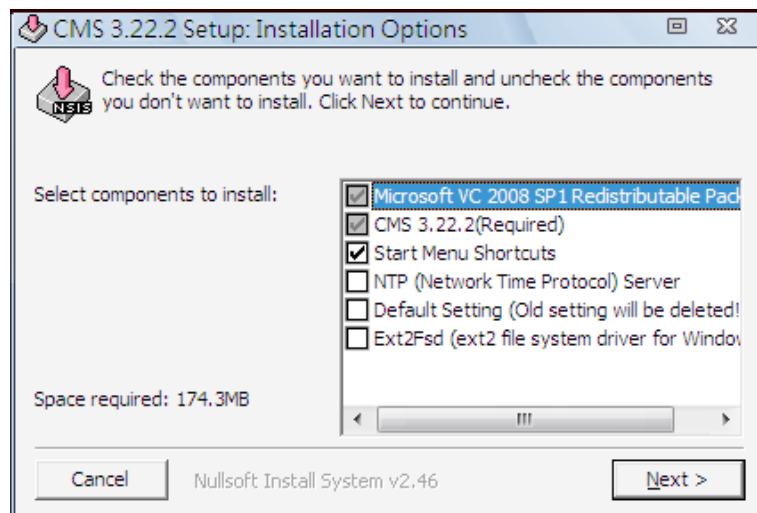 CMS 3.22.2 Setup: Installation Options
Check the components you want to install and uncheck the components
you don't want to install. Click Next to continue.
NSIS
Select components to install:
Microsoft VC 2008 SP1 Redistributable Pack
CMS 3.22.2(Required)
Start Menu Shortcuts
NTP (Network Time Protocol) Server
Default Setting (Old setting will be deleted!
Ext2Fsd (ext2 file system driver for Window
Space required: 174.3MB
Cancel
Nullsoft Install System v2.46
Next >